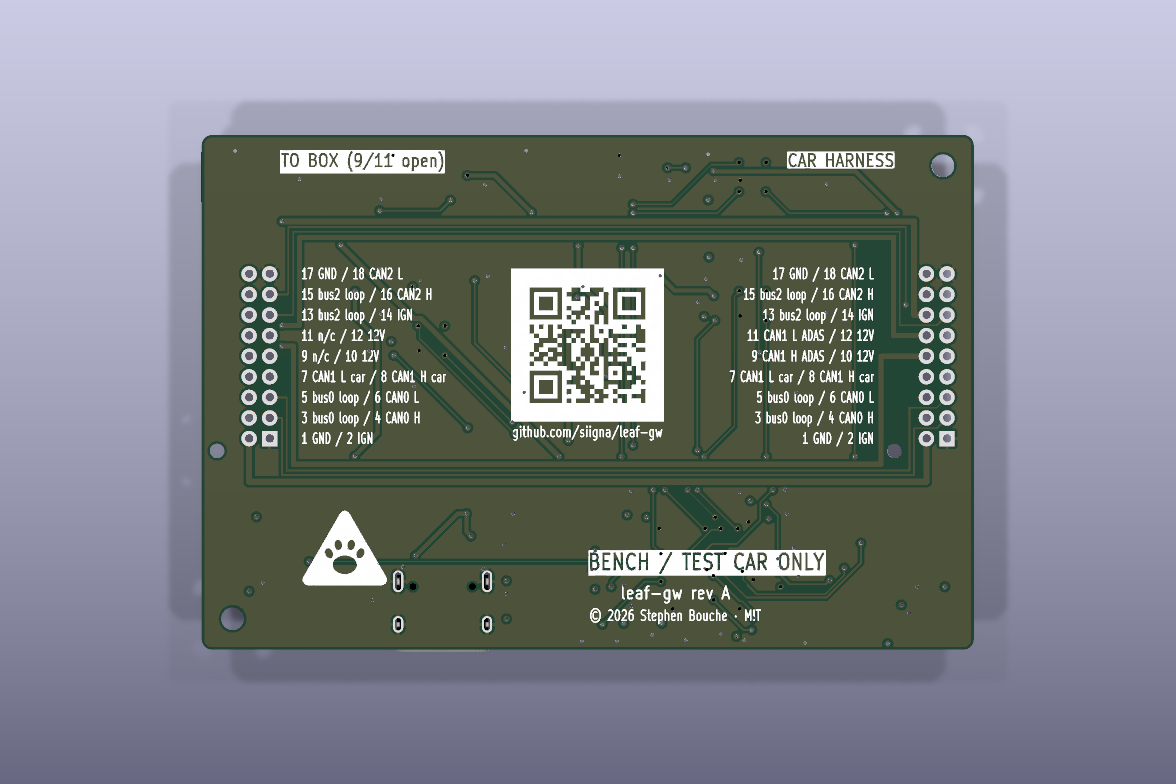 TO BOX (9/11 open)
CAR HARNESS
17 GND / 18 CAN2 L
15 bus2 loop / 16 CAN2 H
13 bus2 loop / 14 IGN
11 n/c / 12 12V
9 n/c / 10 12V
7 CAN1 L car / 8 CAN1 H car
5 bus0 loop / 6 CAN0 L
3 bus0 loop / 4 CAN0 H
1 GND / 2 IGN
17 GND / 18 CAN2 L
15 bus2 loop / 16 CAN2 H
13 bus2 loop / 14 IGN
11 CAN1 L ADAS / 12 12V
9 CAN1 H ADAS / 10 12V
7 CAN1 L car / 8 CAN1 H car
5 bus0 loop / 6 CAN0 L
3 bus0 loop / 4 CAN0 H
1 GND / 2 IGN
github.com/siigna/leaf-gw
BENCH / TEST CAR ONLY
leaf-gw rev A
© 2026 Stephen Bouche · MIT